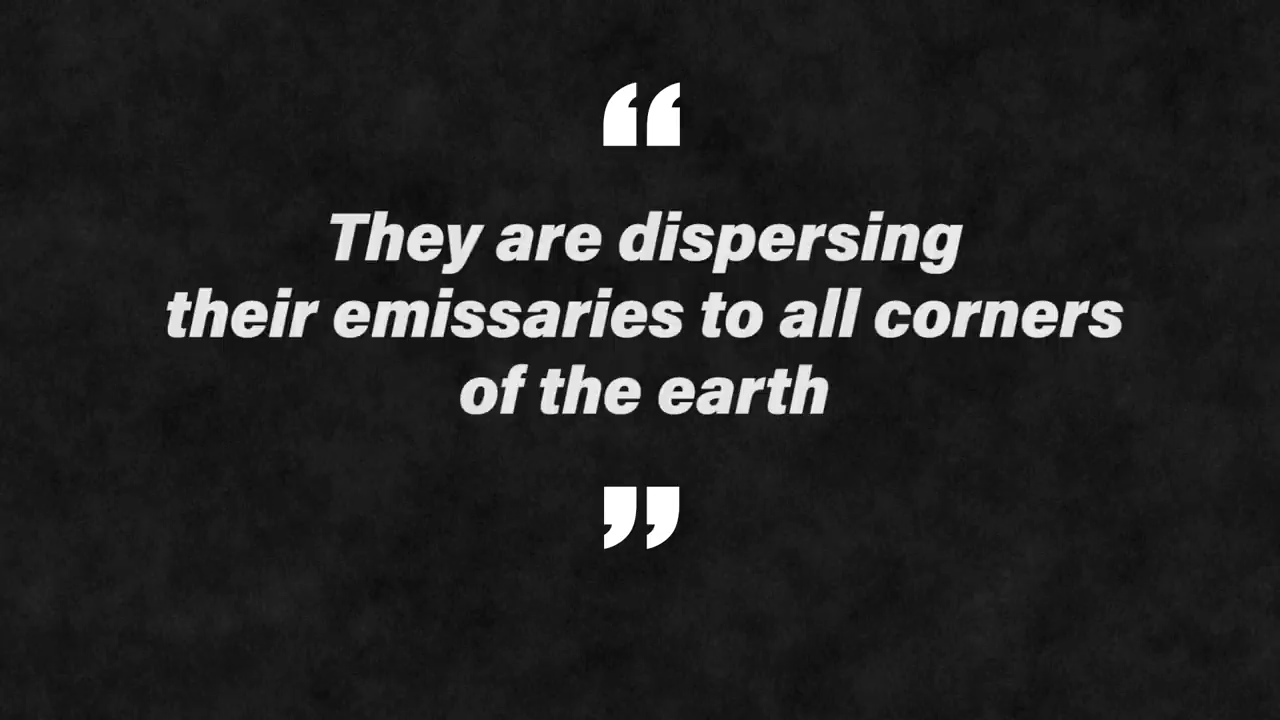 “
They are dispersing
their emissaries to all corners
of the earth
”